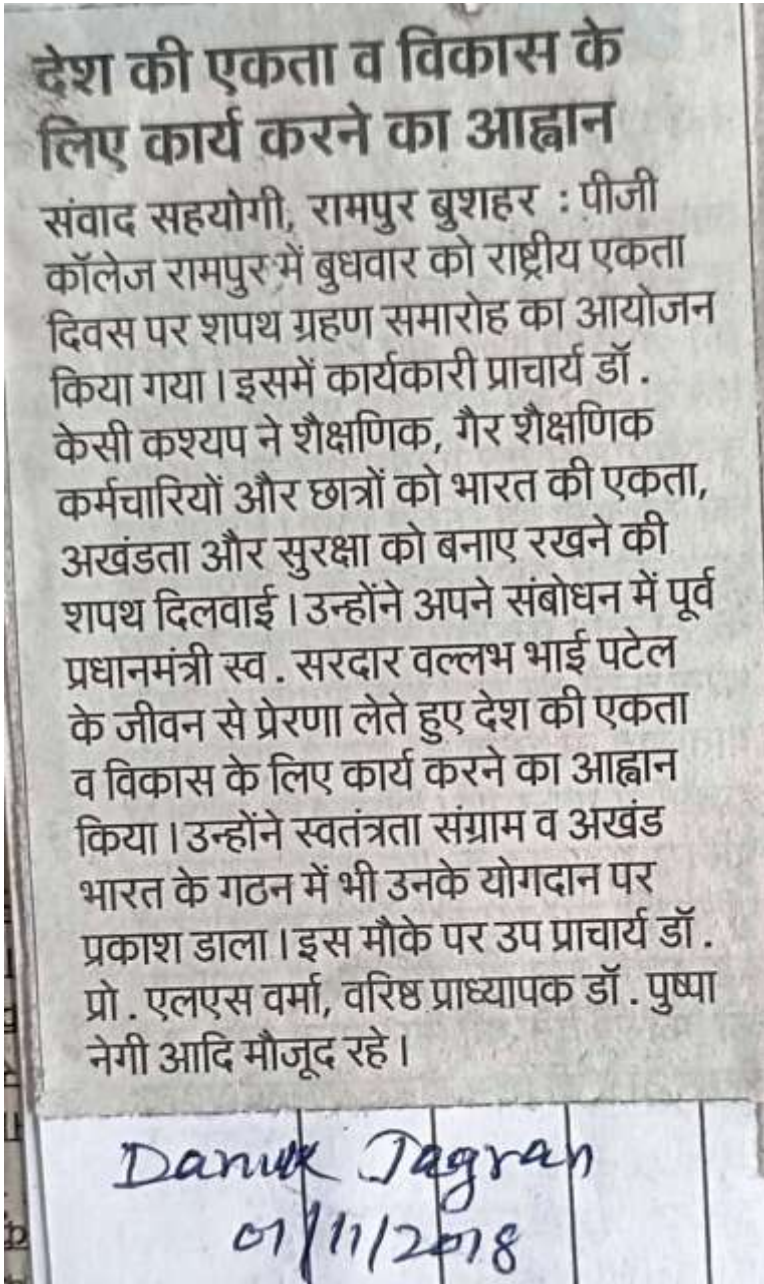 देश की एकता व विकास के
लिए कार्य करने का आह्वान
संवाद सहयोगी, रामपुर बुशहर : पीजी
कॉलेज रामपुर में बुधवार को राष्ट्रीय एकता
दिवस पर शपथ ग्रहण समारोह का आयोजन
किया गया । इसमें कार्यकारी प्राचार्य डॉ .
केसी कश्यप ने शैक्षणिक, गैर शैक्षणिक
कर्मचारियों और छात्रों को भारत की एकता,
अखंडता और सुरक्षा को बनाए रखने की
शपथ दिलवाई । उन्होंने अपने संबोधन में पूर्व
प्रधानमंत्री स्व . सरदार वल्लभ भाई पटेल
के जीवन से प्रेरणा लेते हुए देश की एकता
व विकास के लिए कार्य करने का आह्वान
किया । उन्होंने स्वतंत्रता संग्राम व अखंड
भारत के गठन में भी उनके योगदान पर
प्रकाश डाला । इस मौके पर उप प्राचार्य डॉ .
प्रो . एलएस वर्मा, वरिष्ठ प्राध्यापक डॉ . पुष्पा
नेगी आदि मौजूद रहे ।
Jagran
01/11/2018